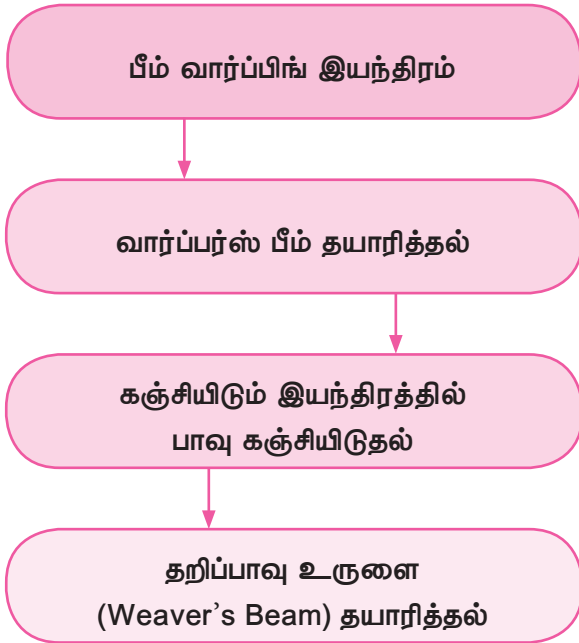 பீம் வார்ப்பிங் இயந்திரம்
வார்ப்பர்ஸ் பீம் தயாரித்தல்
கஞ்சியிடும் இயந்திரத்தில்
பாவு கஞ்சியிடுதல்
தறிப்பாவு உருளை
(Weaver’s Beam) தயாரித்தல்